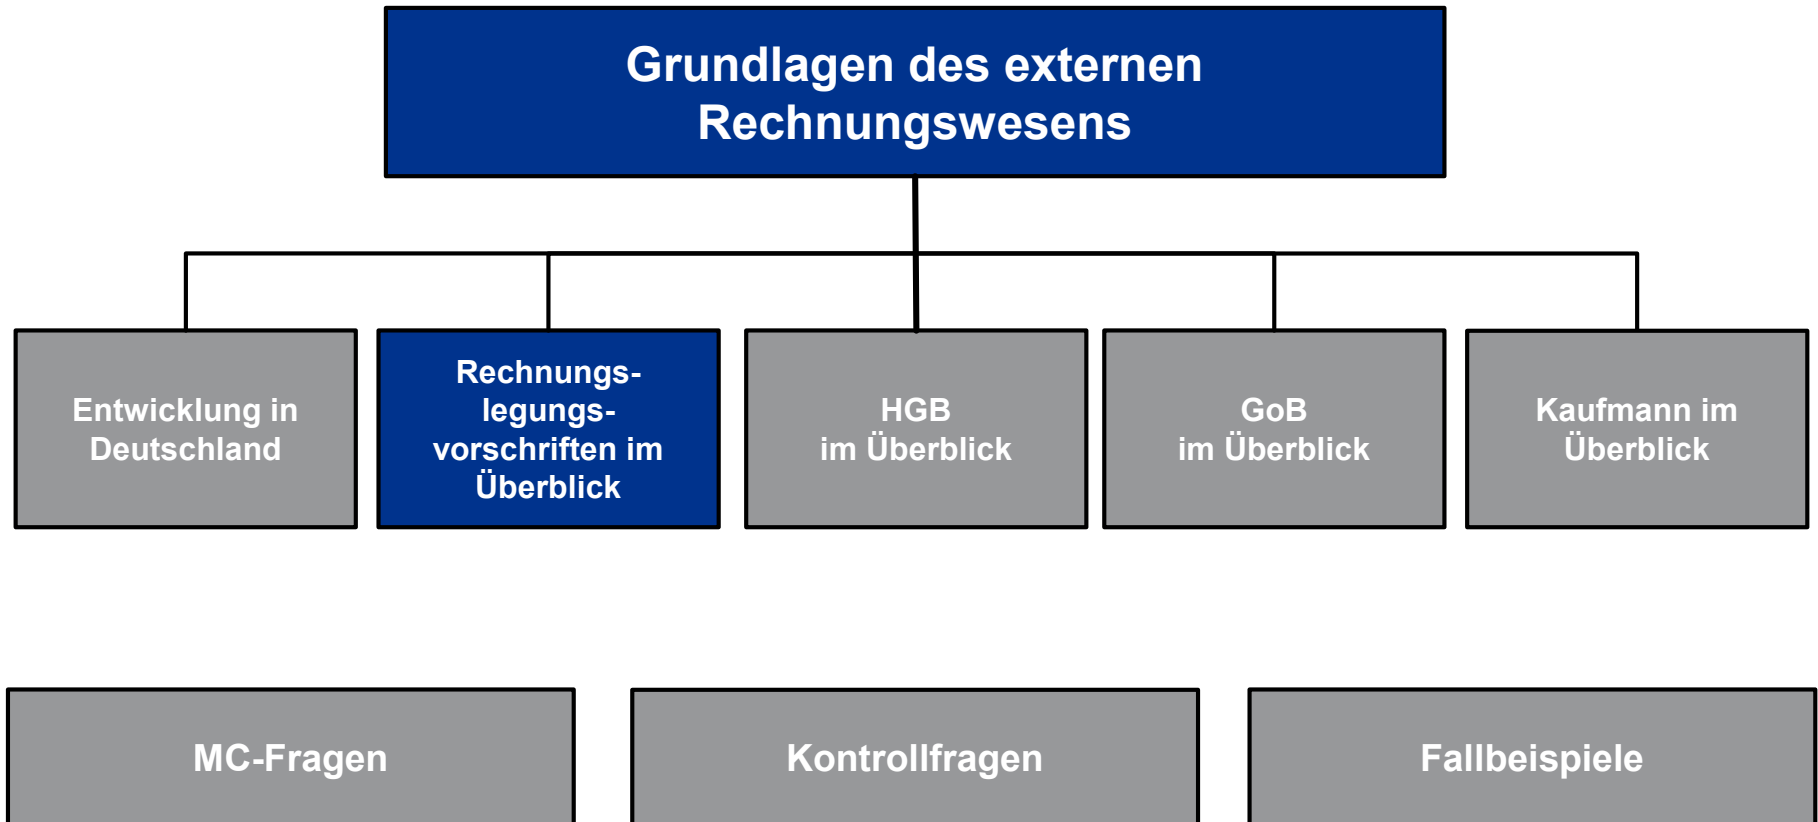 Grundlagen des externen
Rechnungswesens
Entwicklung in
Deutschland
Rechnungs-
legungs-
vorschriften im
Überblick
HGB
im Überblick
GoB
im Überblick
Kaufmann im
Überblick
MC-Fragen
Kontrollfragen
Fallbeispiele